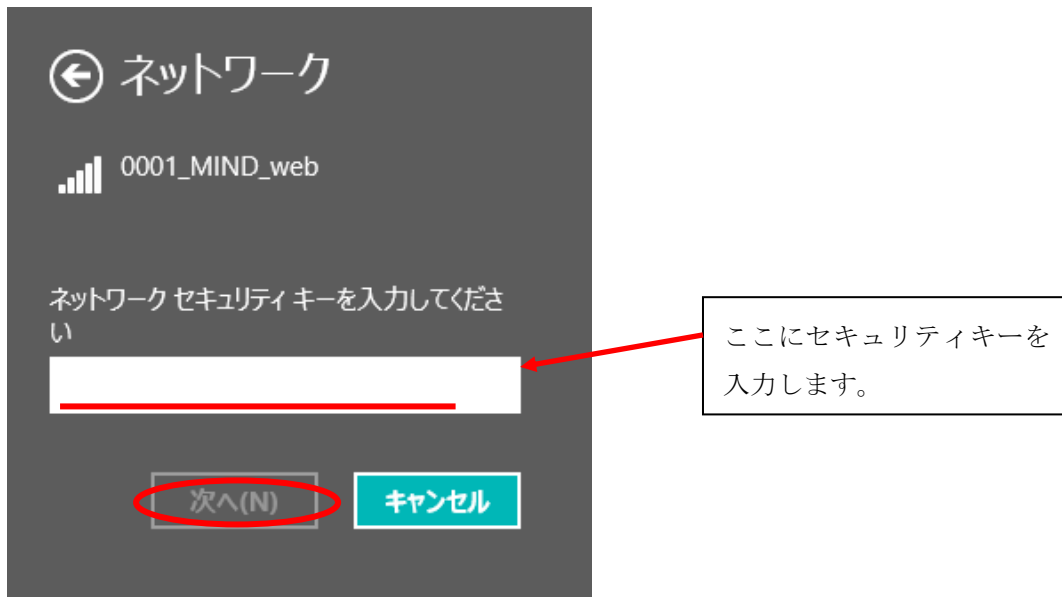 ネットワーク
0001_MIND_web
ネットワーク セキュリティ キーを入力してくださ
い
ここにセキュリティキーを
入力します。
次へ(N)
キャンセル